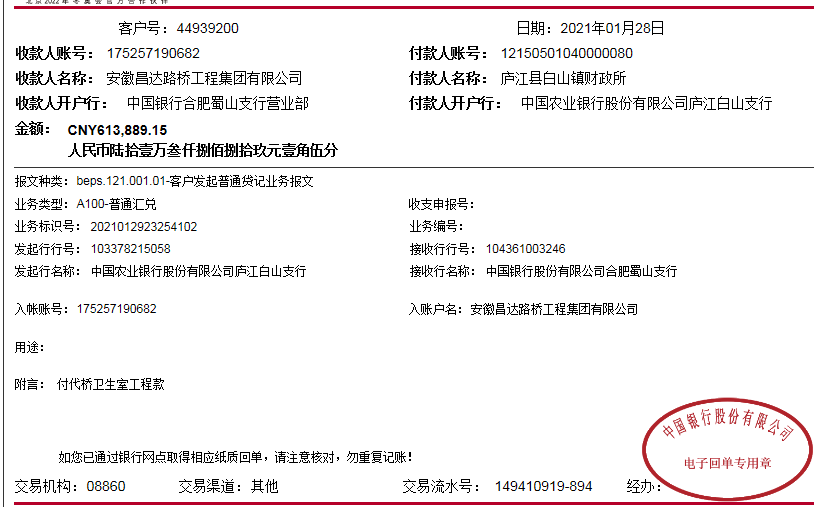 北京2022年冬奥会官方合作伙伴
客户号：44939200 日期：2021年01月28日
收款人账号：175257190682 付款人账号：12150501040000080
收款人名称：安徽昌达路桥工程集团有限公司 付款人名称：庐江县白山镇财政所
收款人开户行：中国银行合肥蜀山支行营业部 付款人开户行：中国农业银行股份有限公司庐江白山支行
金额：CNY613,889.15
人民币陆拾壹万叁仟捌佰捌拾玖元壹角伍分
报文种类：beps.121.001.01-客户发起普通贷记业务报文
业务类型：A100-普通汇兑 收支申报号：
业务标识号：2021012923254102 业务编号：
发起行行号：103378215058 接收行行号：104361003246
发起行名称：中国农业银行股份有限公司庐江白山支行 接收行名称：中国银行股份有限公司合肥蜀山支行
入帐账号：175257190682 入账户名：安徽昌达路桥工程集团有限公司
用途：
附言：付代桥卫生室工程款
中国银行股份有限公司
电子回单专用章
如您已通过银行网点取得相应纸质回单，请注意核对，勿重复记账！
交易机构：08860 交易渠道：其他 交易流水号：149410919-894 经办：